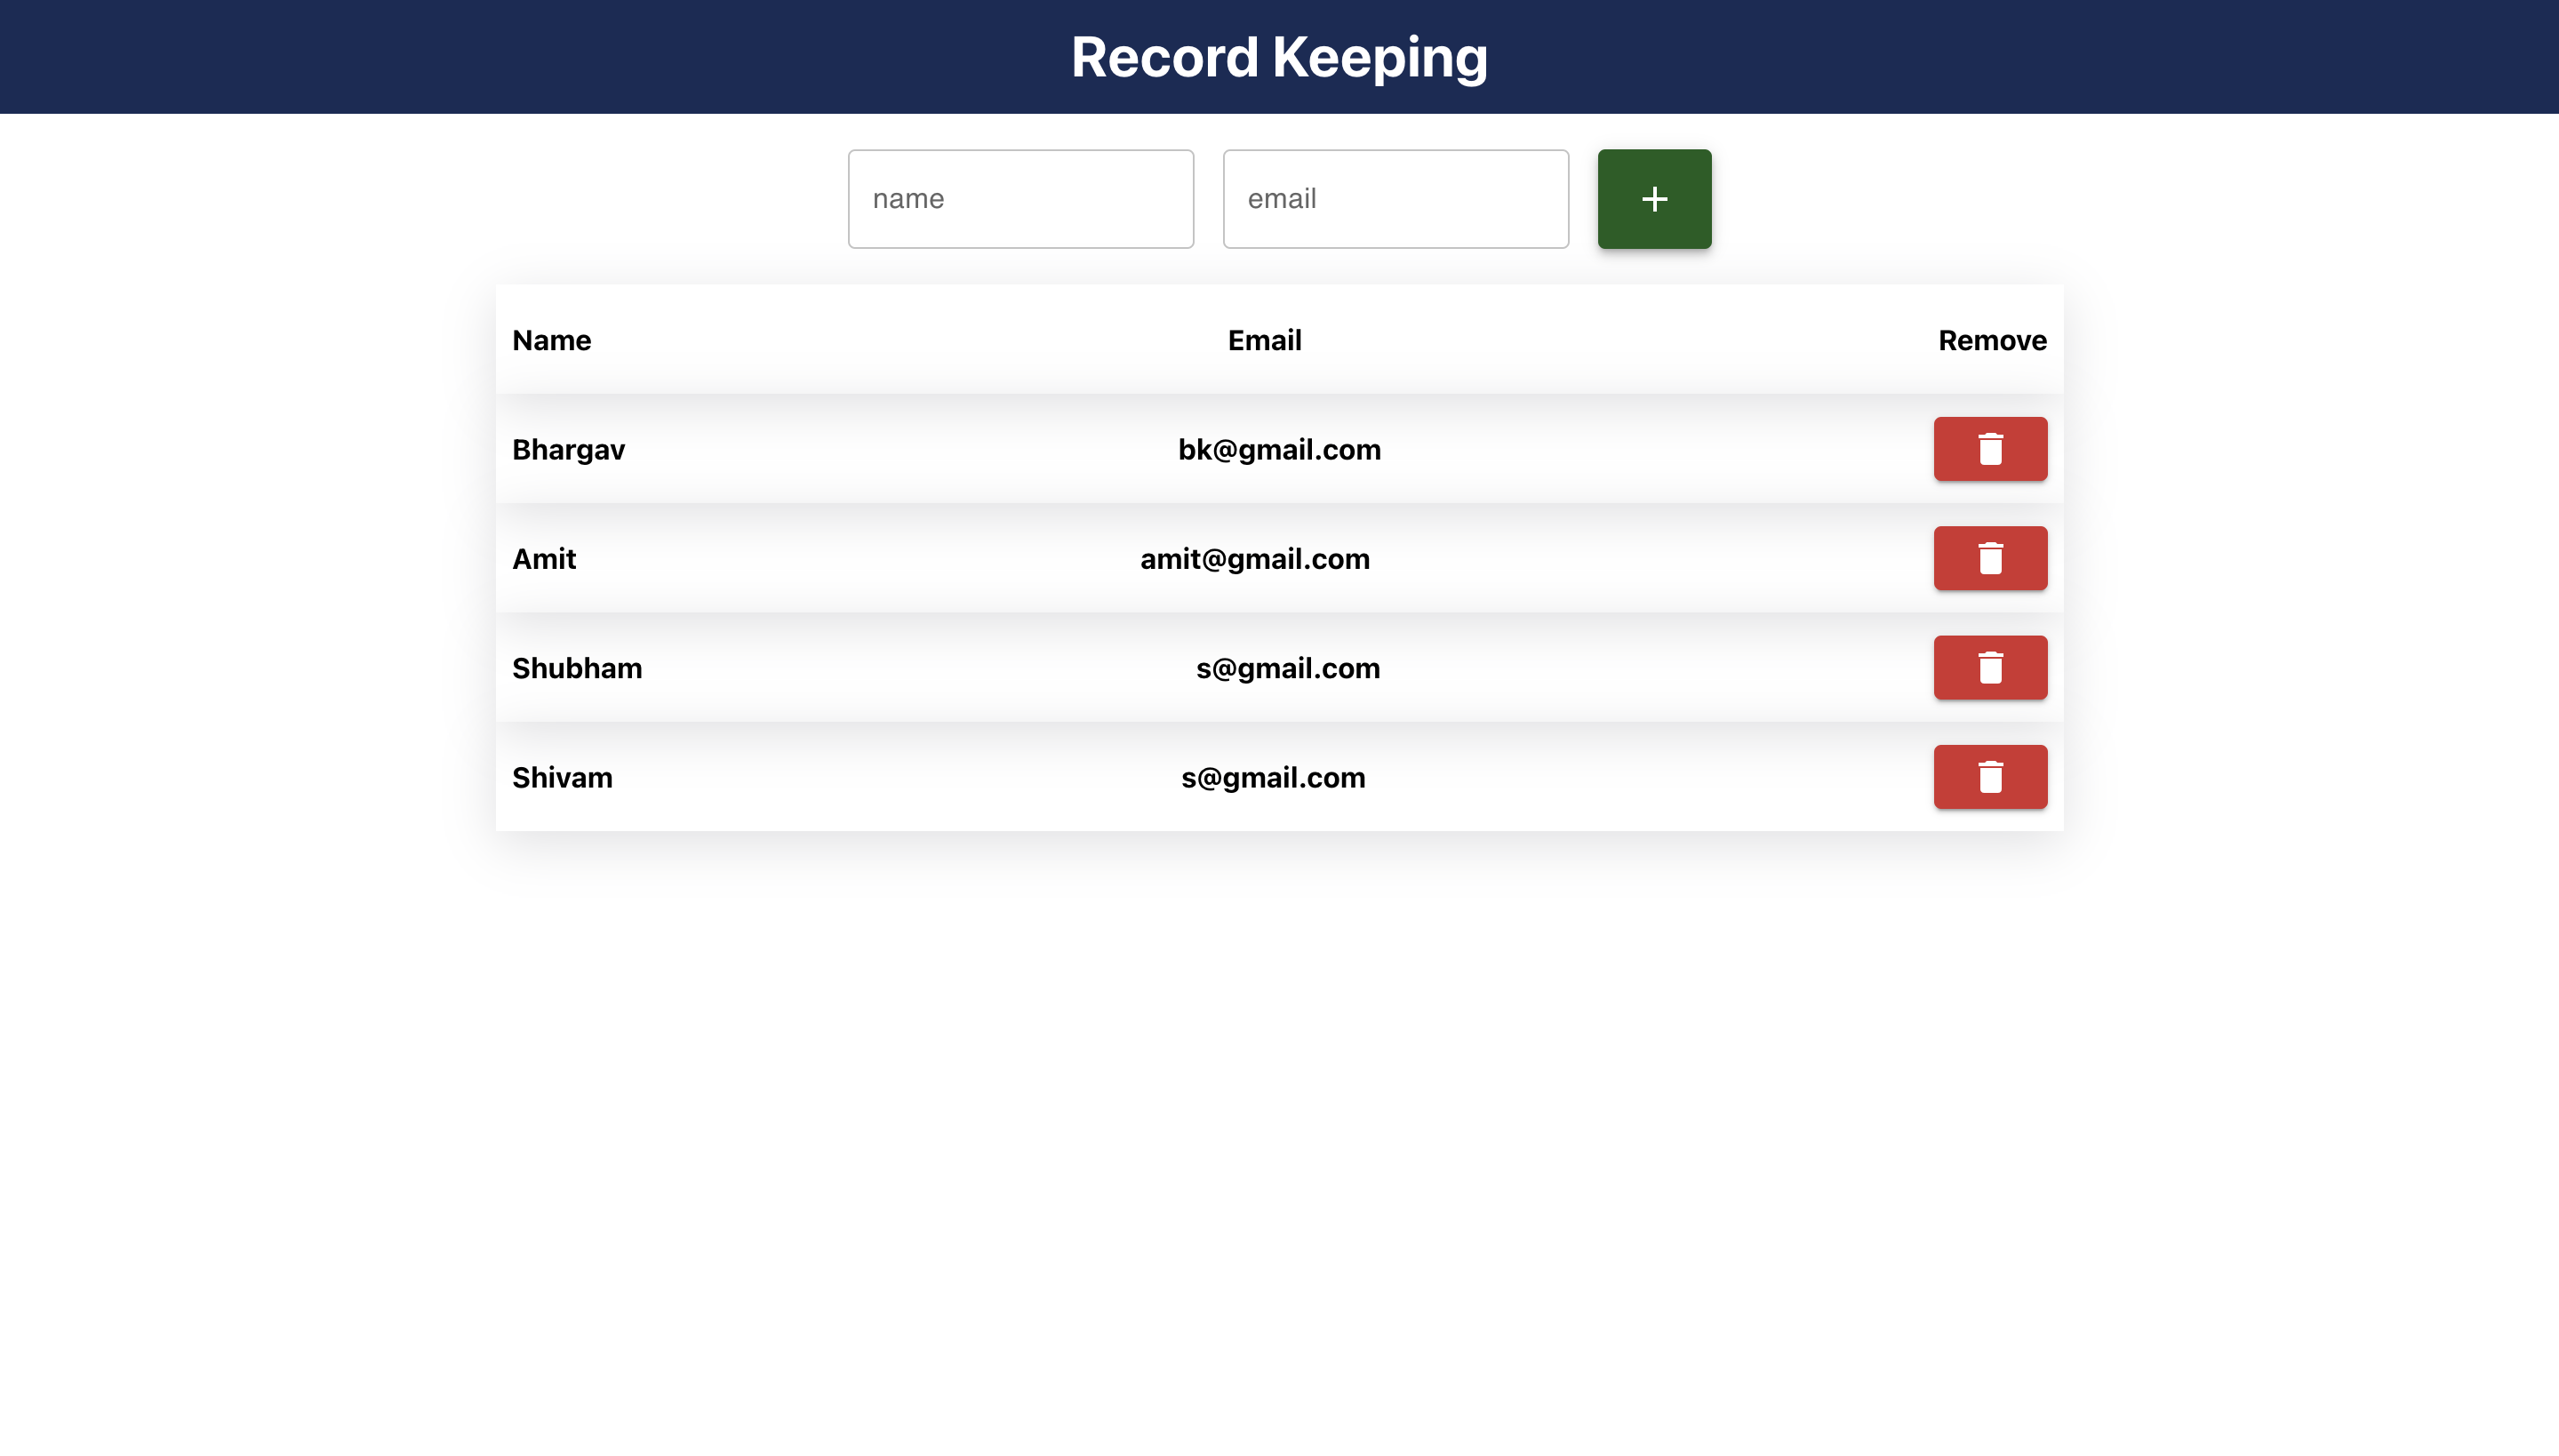 Record Keeping
name email +
Name Email Remove
Bhargav bk@gmail.com
Amit amit@gmail.com
Shubham s@gmail.com
Shivam s@gmail.com